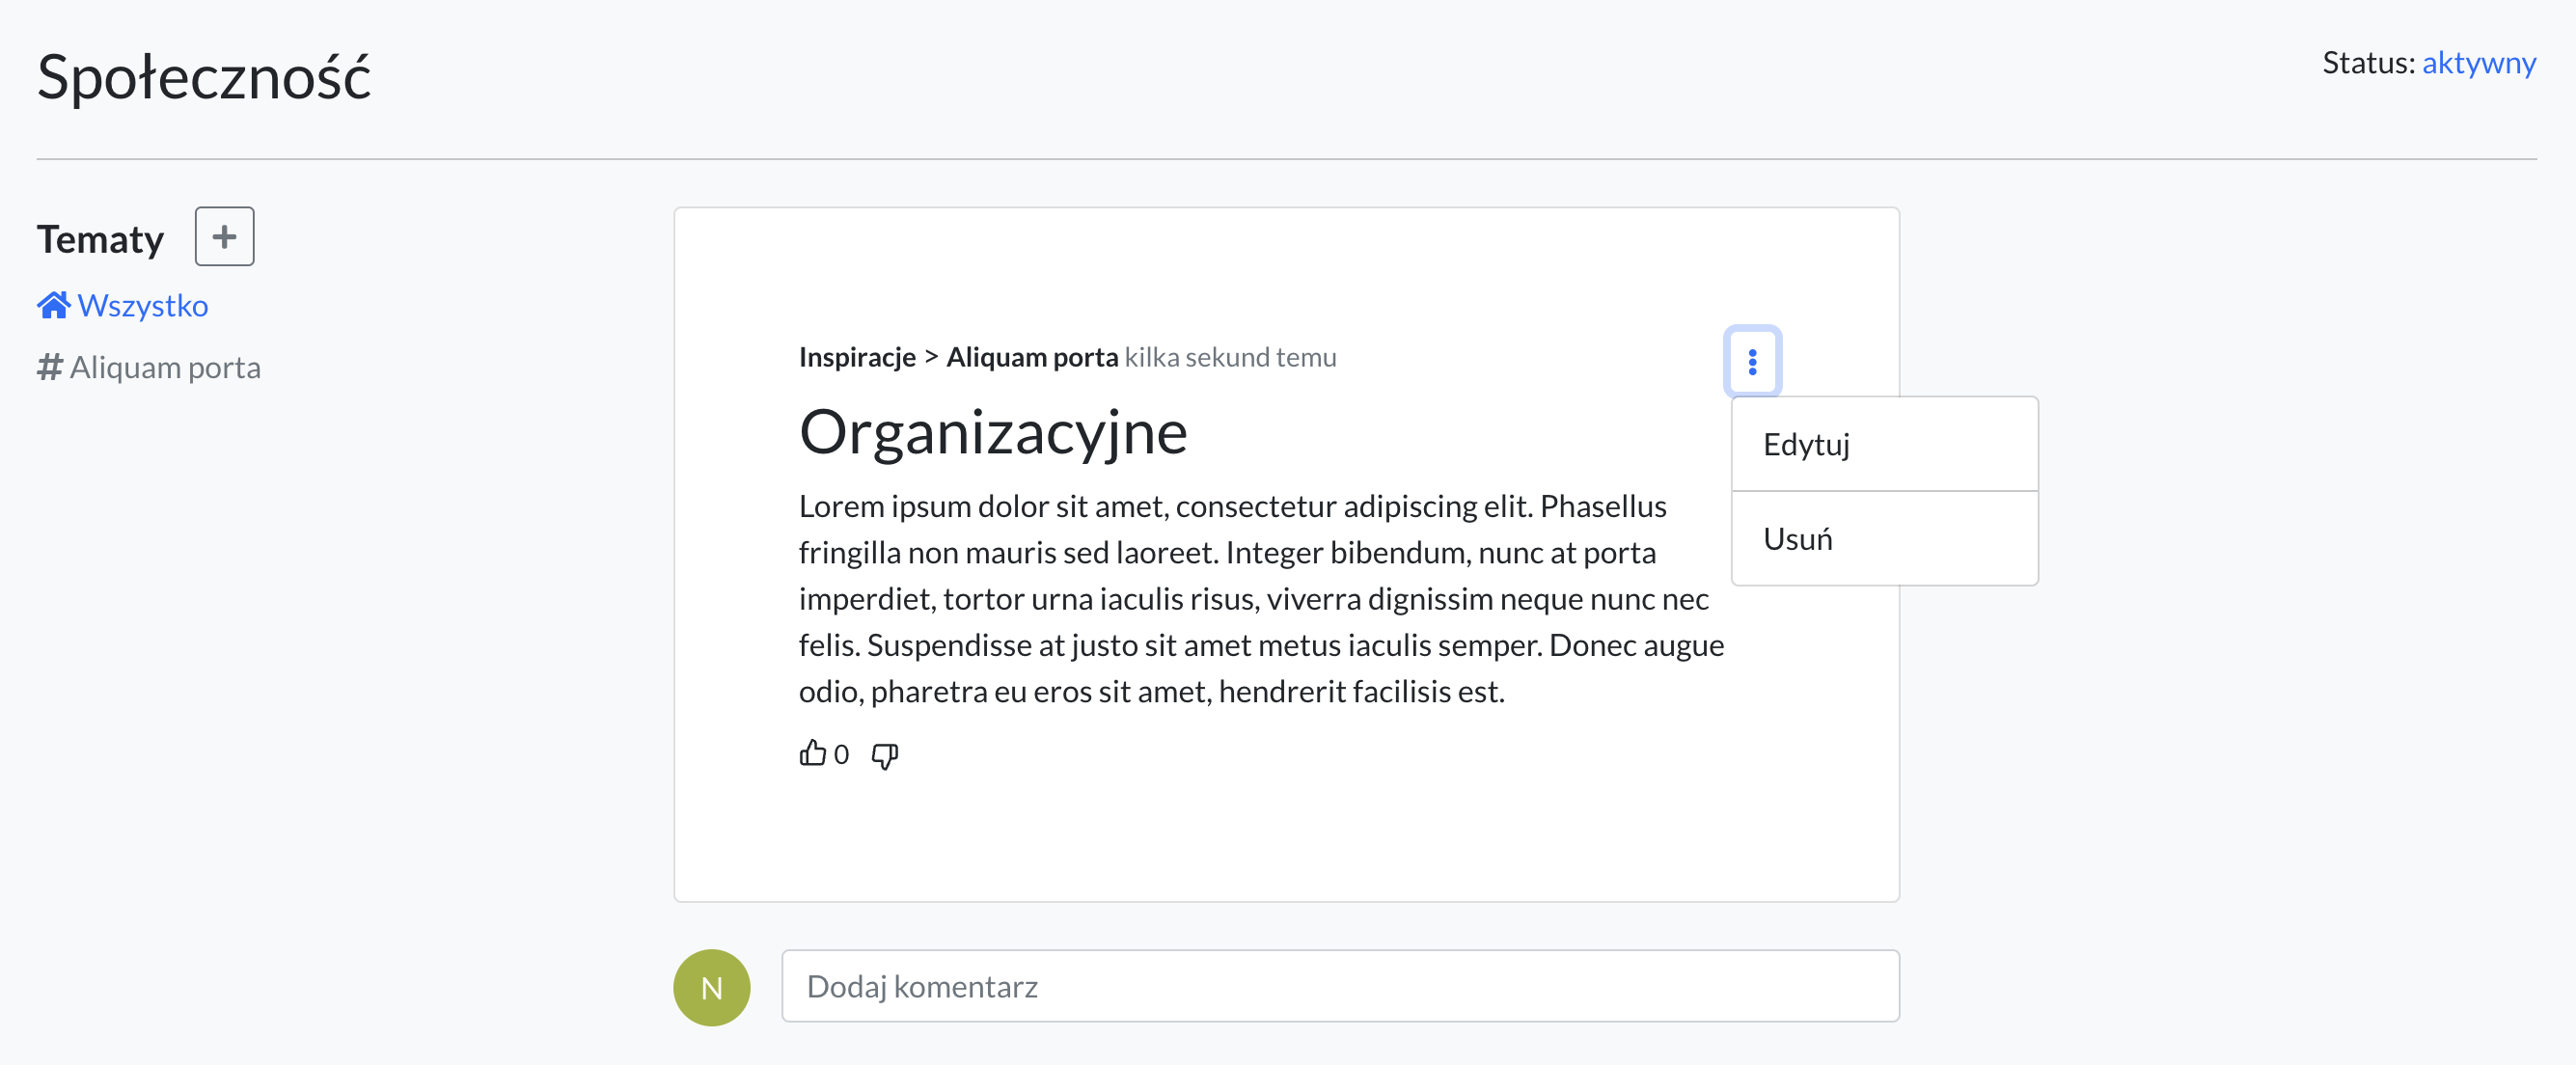 Społeczność
Status: aktywny
Tematy
Wszystko
# Aliquam porta
Inspiracje > Aliquam porta kilka sekund temu
Organizacyjne
Lorem ipsum dolor sit amet, consectetur adipiscing elit. Phasellus
fringilla non mauris sed laoreet. Integer bibendum, nunc at porta
imperdiet, tortor urna iaculis risus, viverra dignissim neque nunc nec
felis. Suspendisse at justo sit amet metus iaculis semper. Donec augue
odio, pharetra eu eros sit amet, hendrerit facilisis est.
0
Edytuj
Usuń
N
Dodaj komentarz